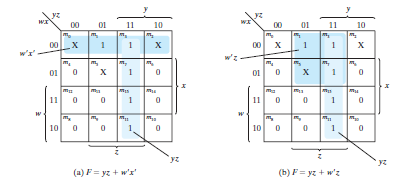 yz
wx
y
00 01 11 10
m0 m1 m3 m2
00 X 1 1 X
w'x'
m4 m5 m7 m6
01 0 X 1 0
x
m12 m13 m15 m14
11 0 0 1 0
w
m8 m9 m11 m10
10 0 0 1 0
z
yz
(a) F = yz + w'x'
yz
wx
y
00 01 11 10
m0 m1 m3 m2
00 X 1 1 X
w'z
m4 m5 m7 m6
01 0 X 1 0
x
m12 m13 m15 m14
11 0 0 1 0
w
m8 m9 m11 m10
10 0 0 1 0
z
yz
(b) F = yz + w'z